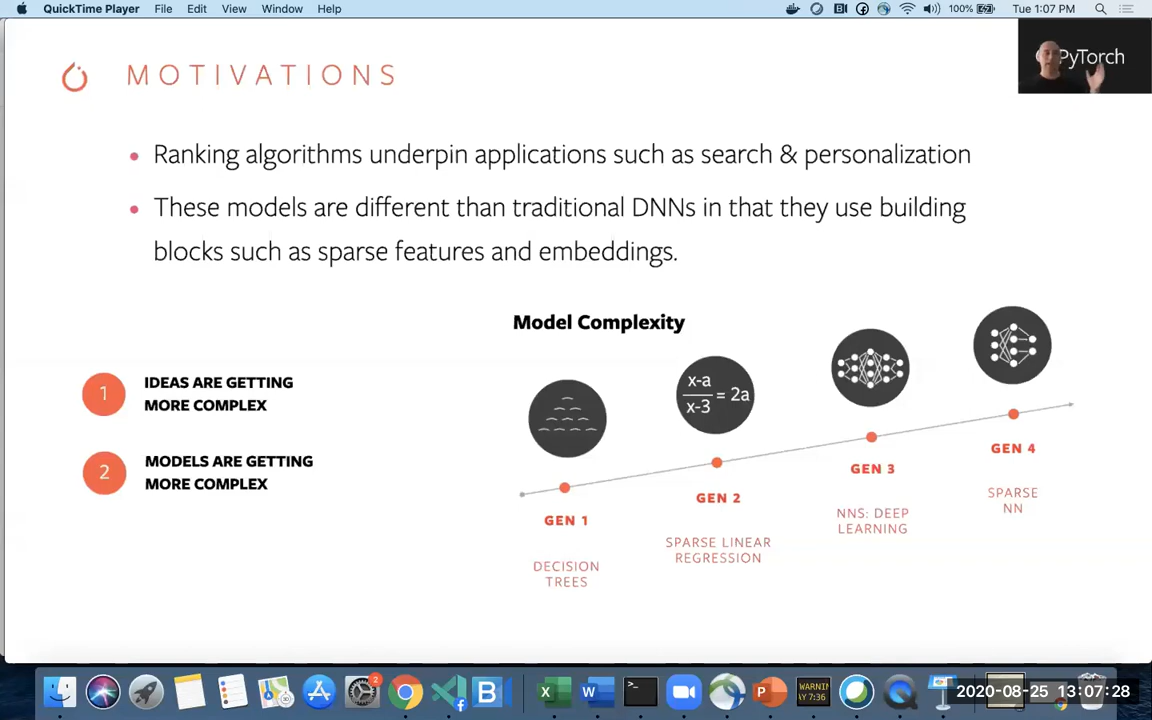 QuickTime Player File Edit View Window Help 100% Tue 1:07 PM
PyTorch
MOTIVATIONS
Ranking algorithms underpin applications such as search & personalization
These models are different than traditional DNNs in that they use building
blocks such as sparse features and embeddings.
Model Complexity
1 IDEAS ARE GETTING
MORE COMPLEX
2 MODELS ARE GETTING
MORE COMPLEX
x-a
x-3
= 2a
GEN 1
DECISION
TREES
GEN 2
SPARSE LINEAR
REGRESSION
GEN 3
NNS: DEEP
LEARNING
GEN 4
SPARSE
NN
2020-08-25 13:07:28